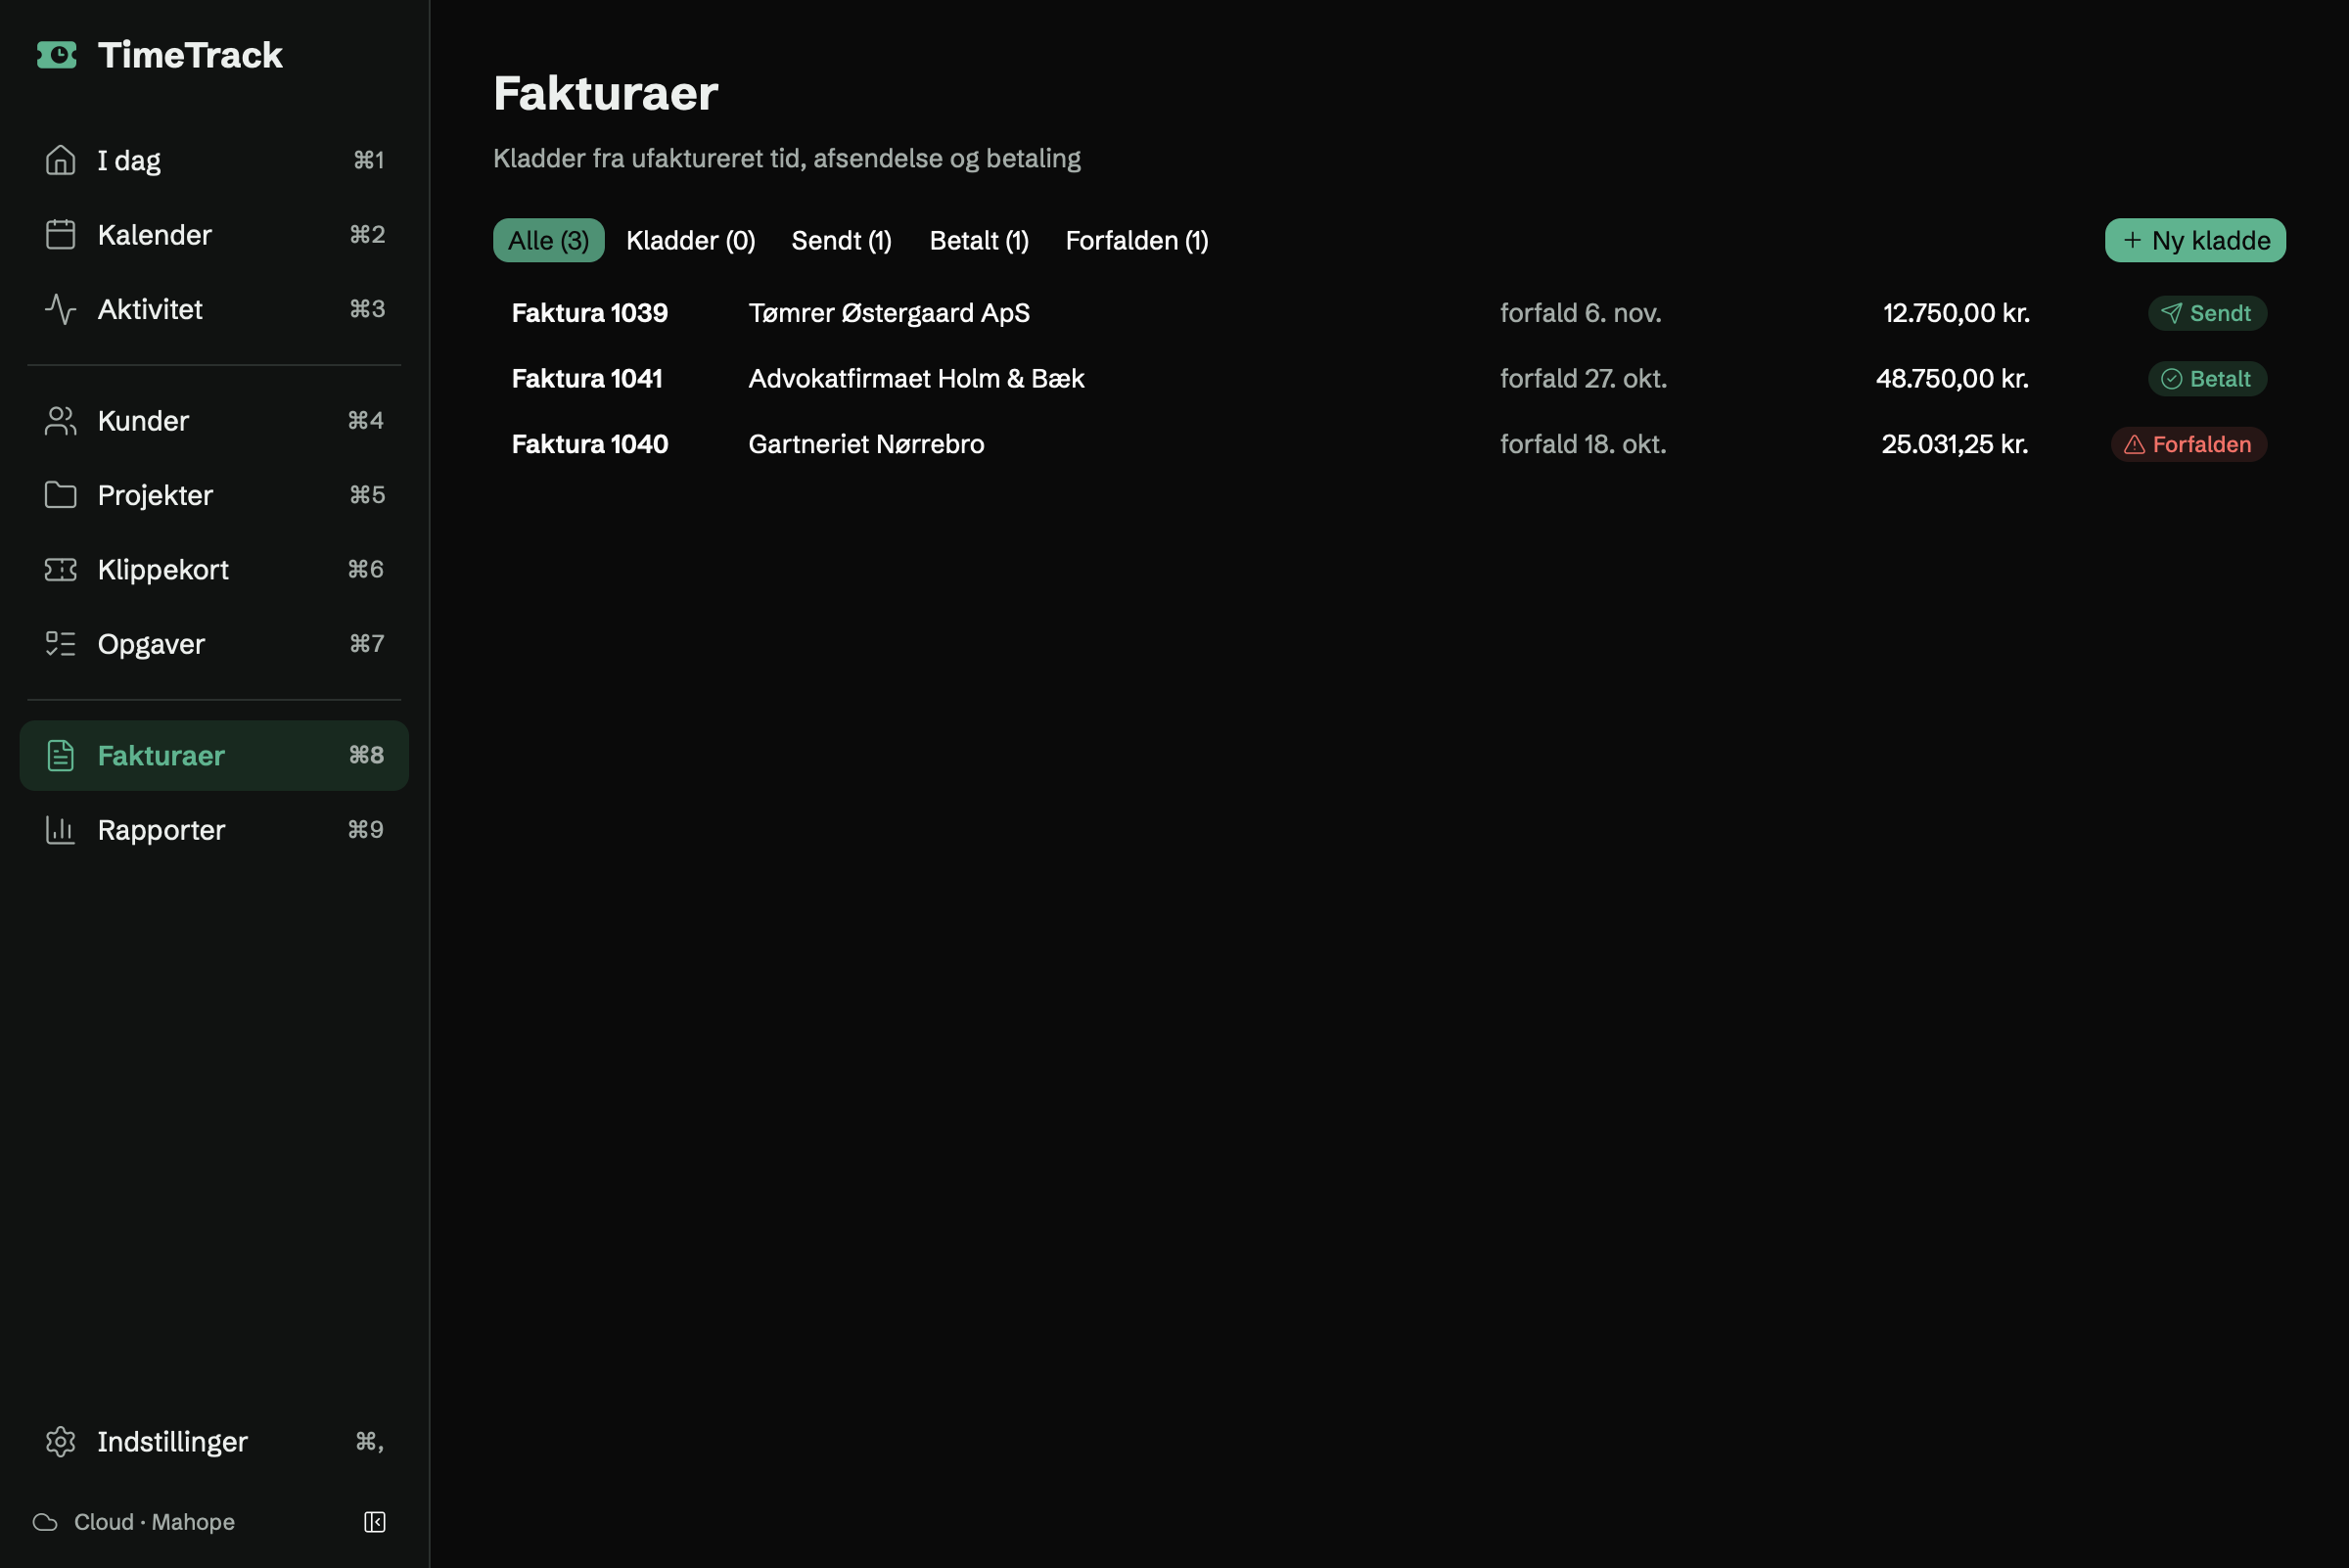 TimeTrack
I dag ⌘1
Kalender ⌘2
Aktivitet ⌘3
Kunder ⌘4
Projekter ⌘5
Klippekort ⌘6
Opgaver ⌘7
Fakturaer ⌘8
Rapporter ⌘9
Indstillinger ⌘,
Cloud · Mahope
Fakturaer
Kladder fra ufaktureret tid, afsendelse og betaling
Alle (3) Kladder (0) Sendt (1) Betalt (1) Forfalden (1) + Ny kladde
Faktura 1039 Tømrer Østergaard ApS forfald 6. nov. 12.750,00 kr. Sendt
Faktura 1041 Advokatfirmaet Holm & Bæk forfald 27. okt. 48.750,00 kr. Betalt
Faktura 1040 Gartneriet Nørrebro forfald 18. okt. 25.031,25 kr. Forfalden